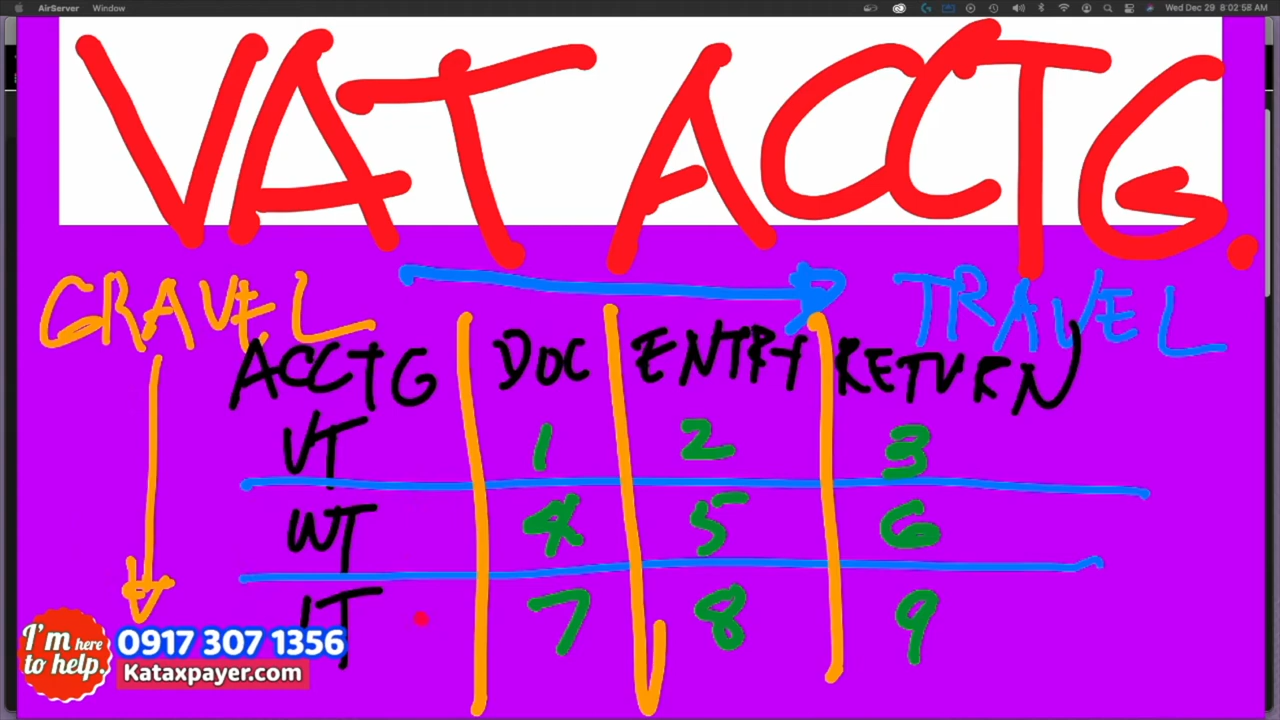 AirServer Window Wed Dec 29 8:02:58 AM
VAT ACCTG.
GRAVEL TRAVEL
ACCTG DOC ENTRY RETURN
VT 1 2 3
WT 4 5 6
IT 7 8 9
I'm here to help.
0917 307 1356
Kataxpayer.com